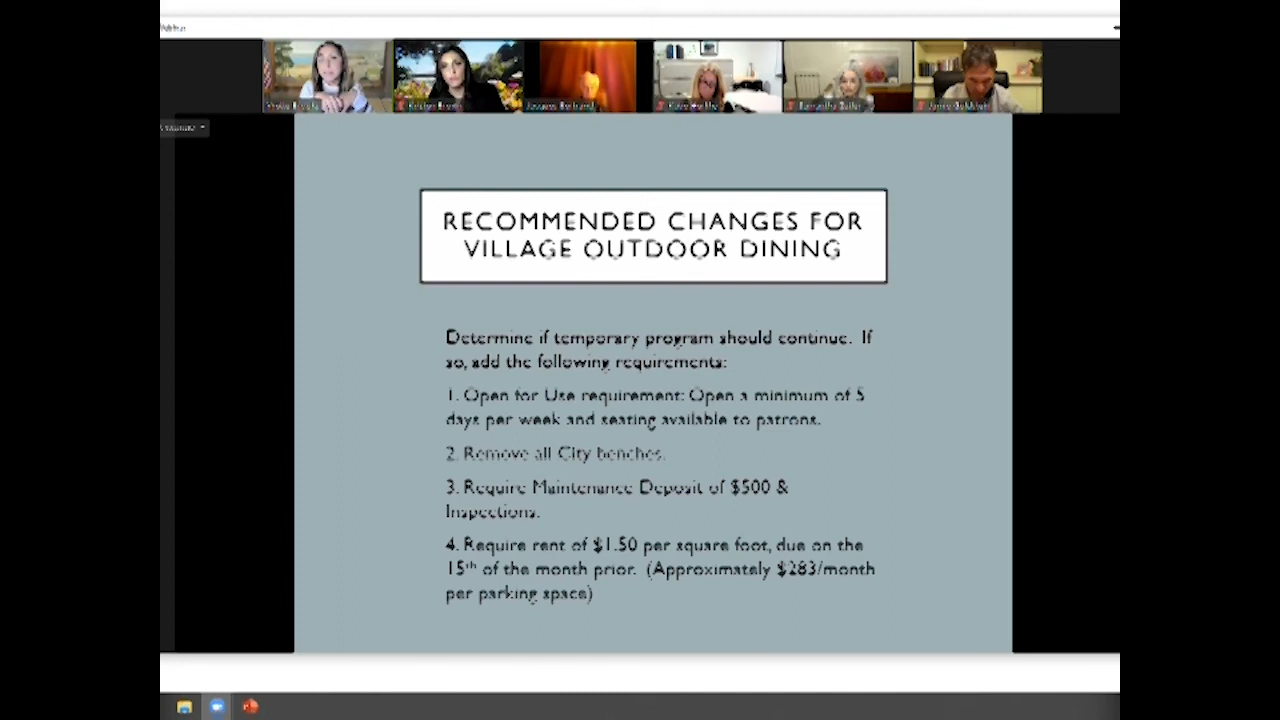 RECOMMENDED CHANGES FOR
VILLAGE OUTDOOR DINING
Determine if temporary program should continue. If
so, add the following requirements:
1. Open for Use requirement: Open a minimum of 5
days per week and seating available to patrons.
2. Remove all City benches.
3. Require Maintenance Deposit of $500 &
Inspections.
4. Require rent of $1.50 per square foot, due on the
15th of the month prior. (Approximately $283/month
per parking space)